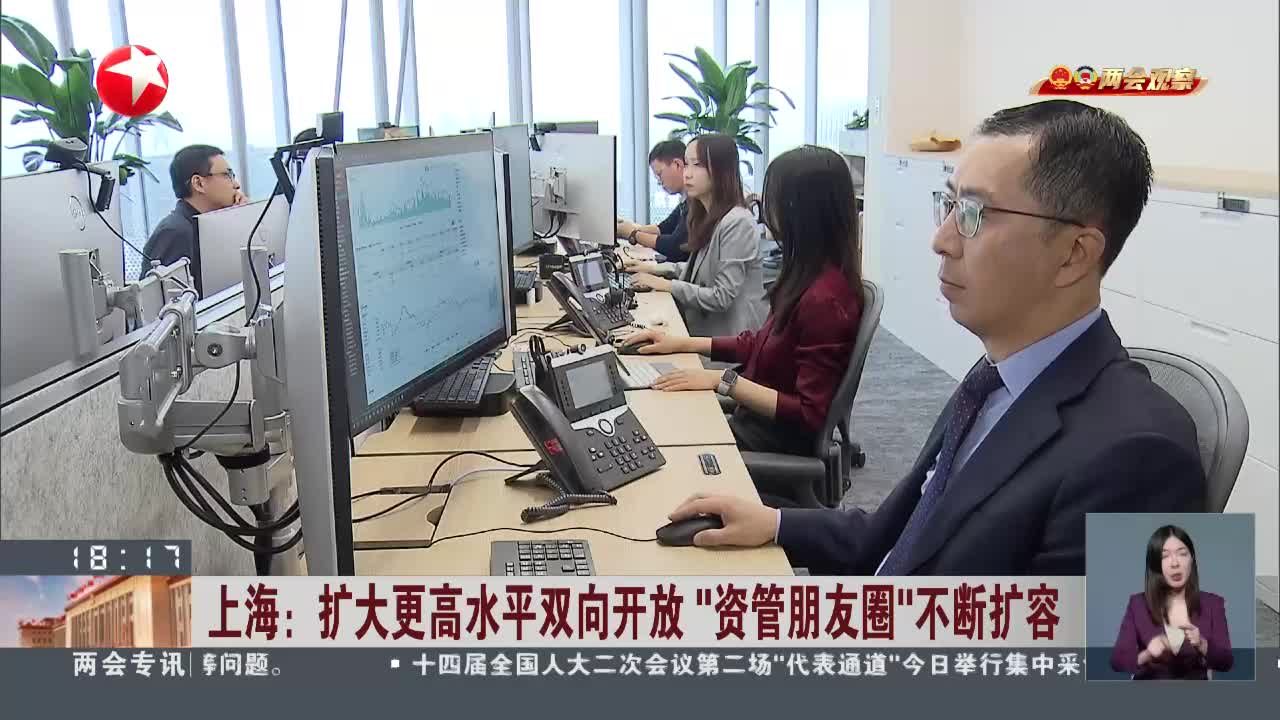 两会观察
18:17
上海：扩大更高水平双向开放 "资管朋友圈"不断扩容
两会专讯 等问题。 ▪ 十四届全国人大二次会议第二场"代表通道"今日举行集中采